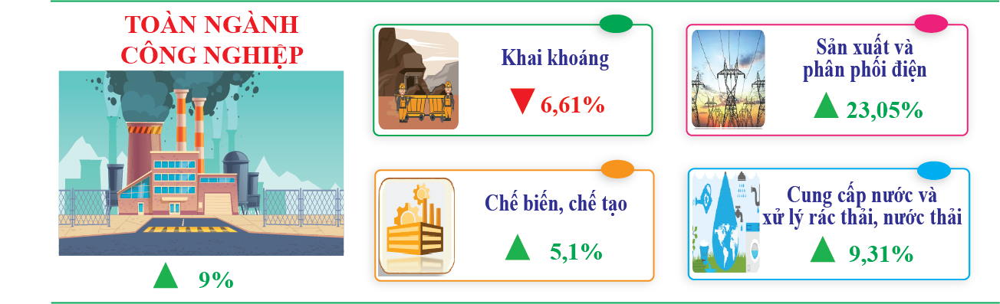 TOÀN NGÀNH
CÔNG NGHIỆP
9%
Khai khoáng
6,61%
Sản xuất và
phân phối điện
23,05%
Chế biến, chế tạo
5,1%
Cung cấp nước và
xử lý rác thải, nước thải
9,31%